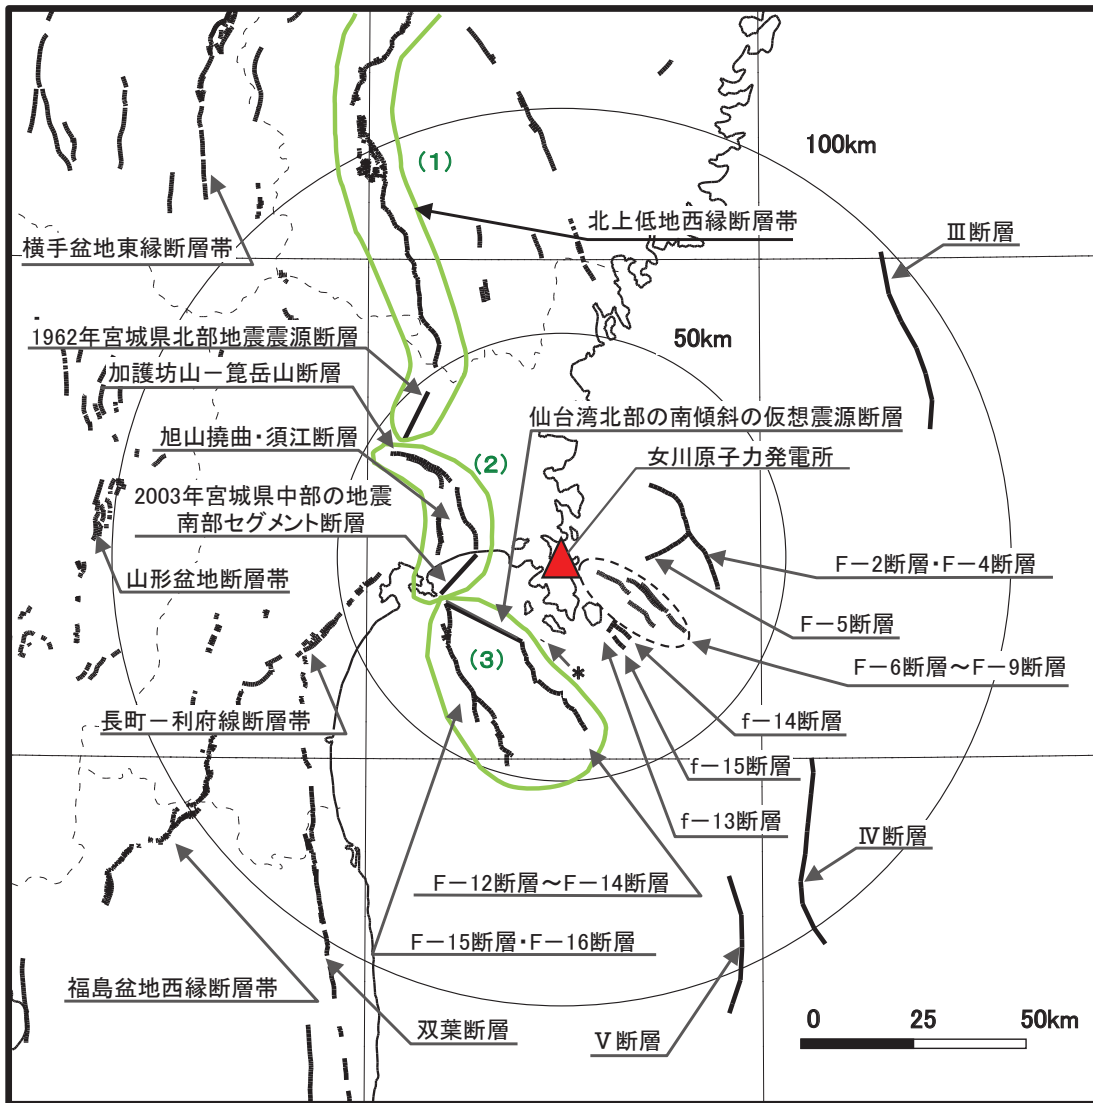 100km
(1)
北上低地西縁断層帯
Ⅲ断層
横手盆地東縁断層帯
1962年宮城県北部地震震源断層
50km
加護坊山－箟岳山断層
仙台湾北部の南傾斜の仮想震源断層
旭山撓曲・須江断層
女川原子力発電所
(2)
2003年宮城県中部の地震
南部セグメント断層
山形盆地断層帯
F－2断層・F－4断層
F－5断層
(3)
*
F－6断層～F－9断層
長町－利府線断層帯
f－14断層
f－15断層
f－13断層
Ⅳ断層
F－12断層～F－14断層
F－15断層・F－16断層
福島盆地西縁断層帯
双葉断層
Ⅴ断層
0 25 50km